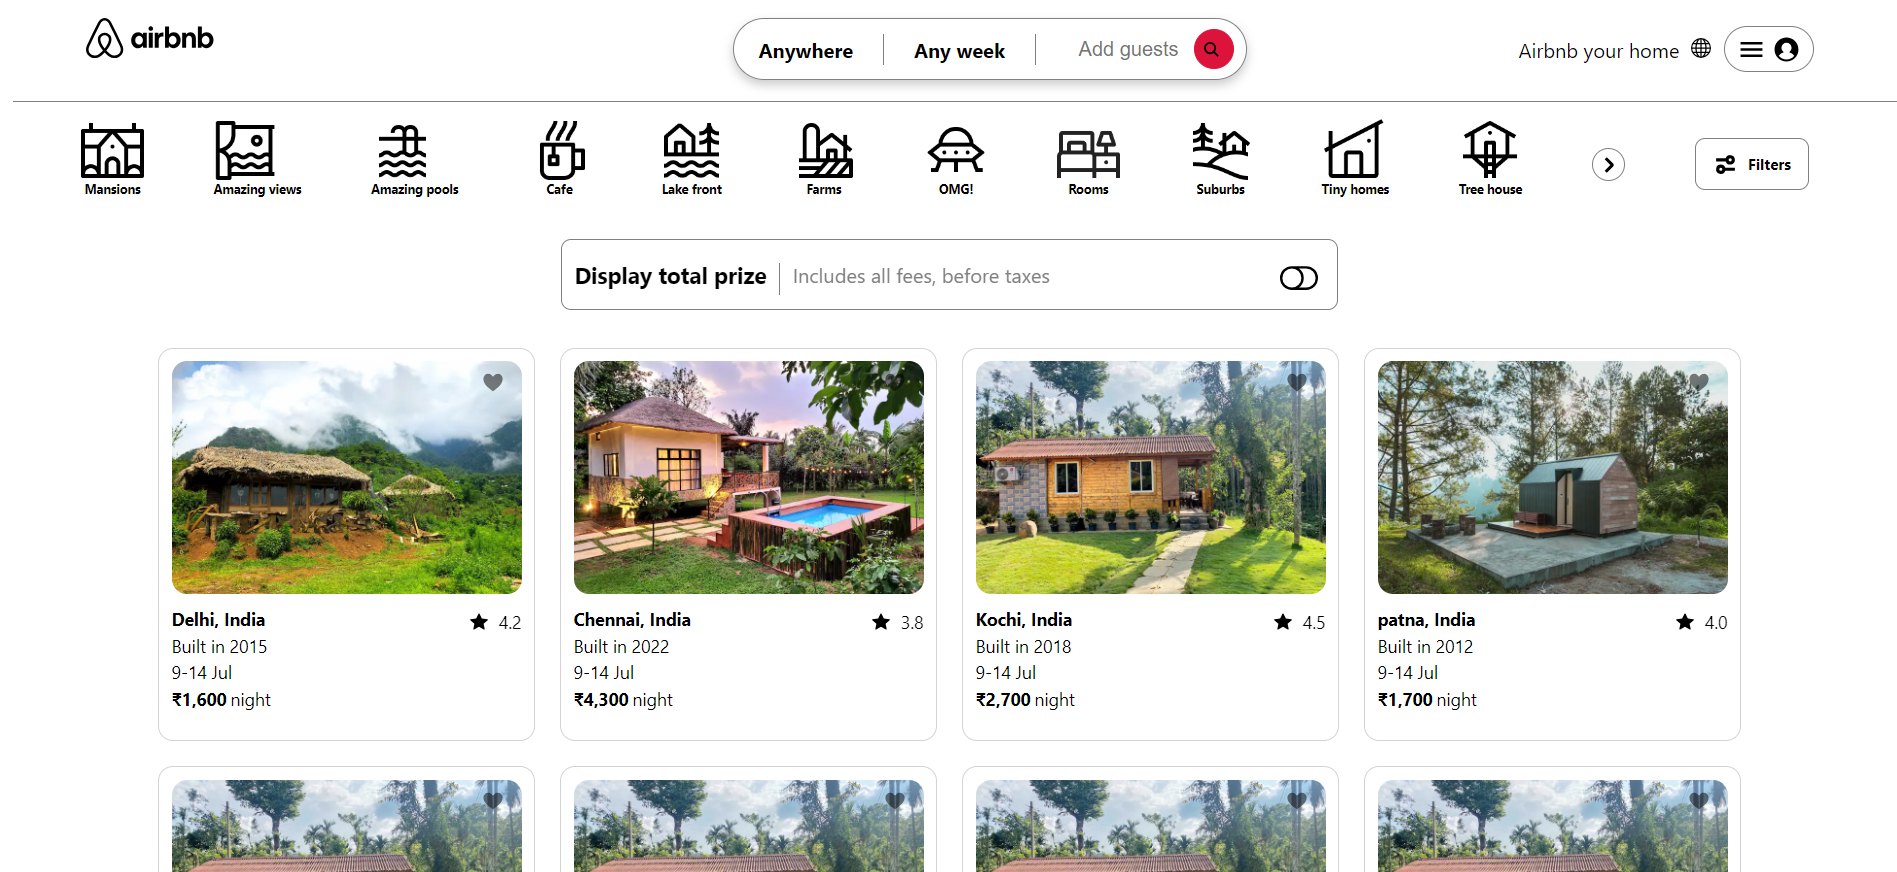 airbnb
Anywhere
Any week
Add guests
Airbnb your home
Mansions
Amazing views
Amazing pools
Cafe
Lake front
Farms
OMG!
Rooms
Suburbs
Tiny homes
Tree house
Filters
Display total prize
Includes all fees, before taxes
Delhi, India
4.2
Built in 2015
9-14 Jul
₹1,600 night
Chennai, India
3.8
Built in 2022
9-14 Jul
₹4,300 night
Kochi, India
4.5
Built in 2018
9-14 Jul
₹2,700 night
patna, India
4.0
Built in 2012
9-14 Jul
₹1,700 night